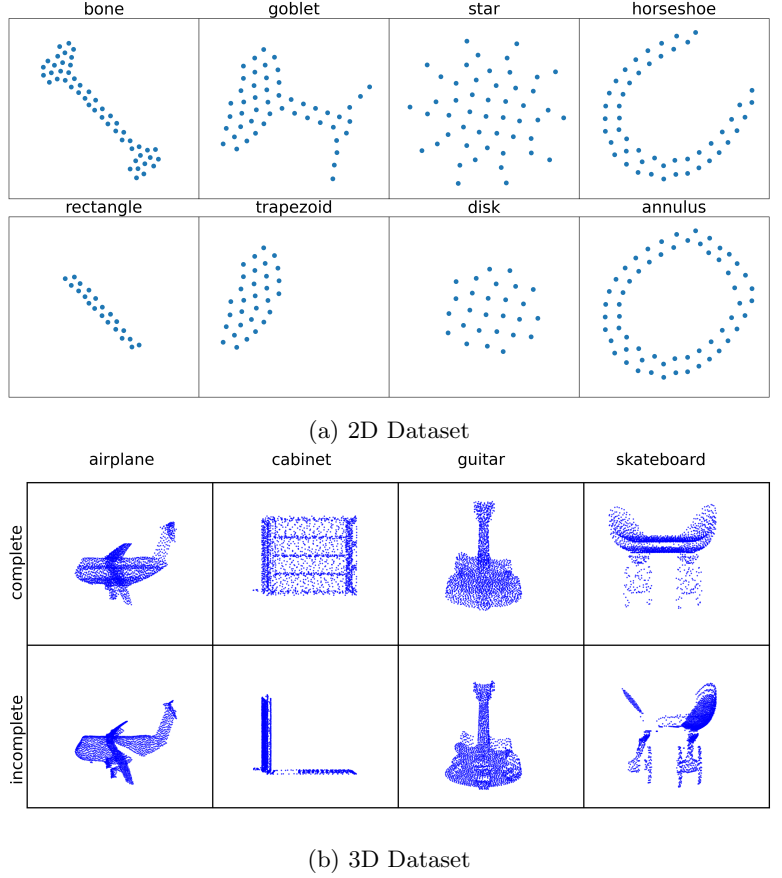 bone goblet star horseshoe
rectangle trapezoid disk annulus
(a) 2D Dataset
airplane cabinet guitar skateboard
complete
incomplete
(b) 3D Dataset